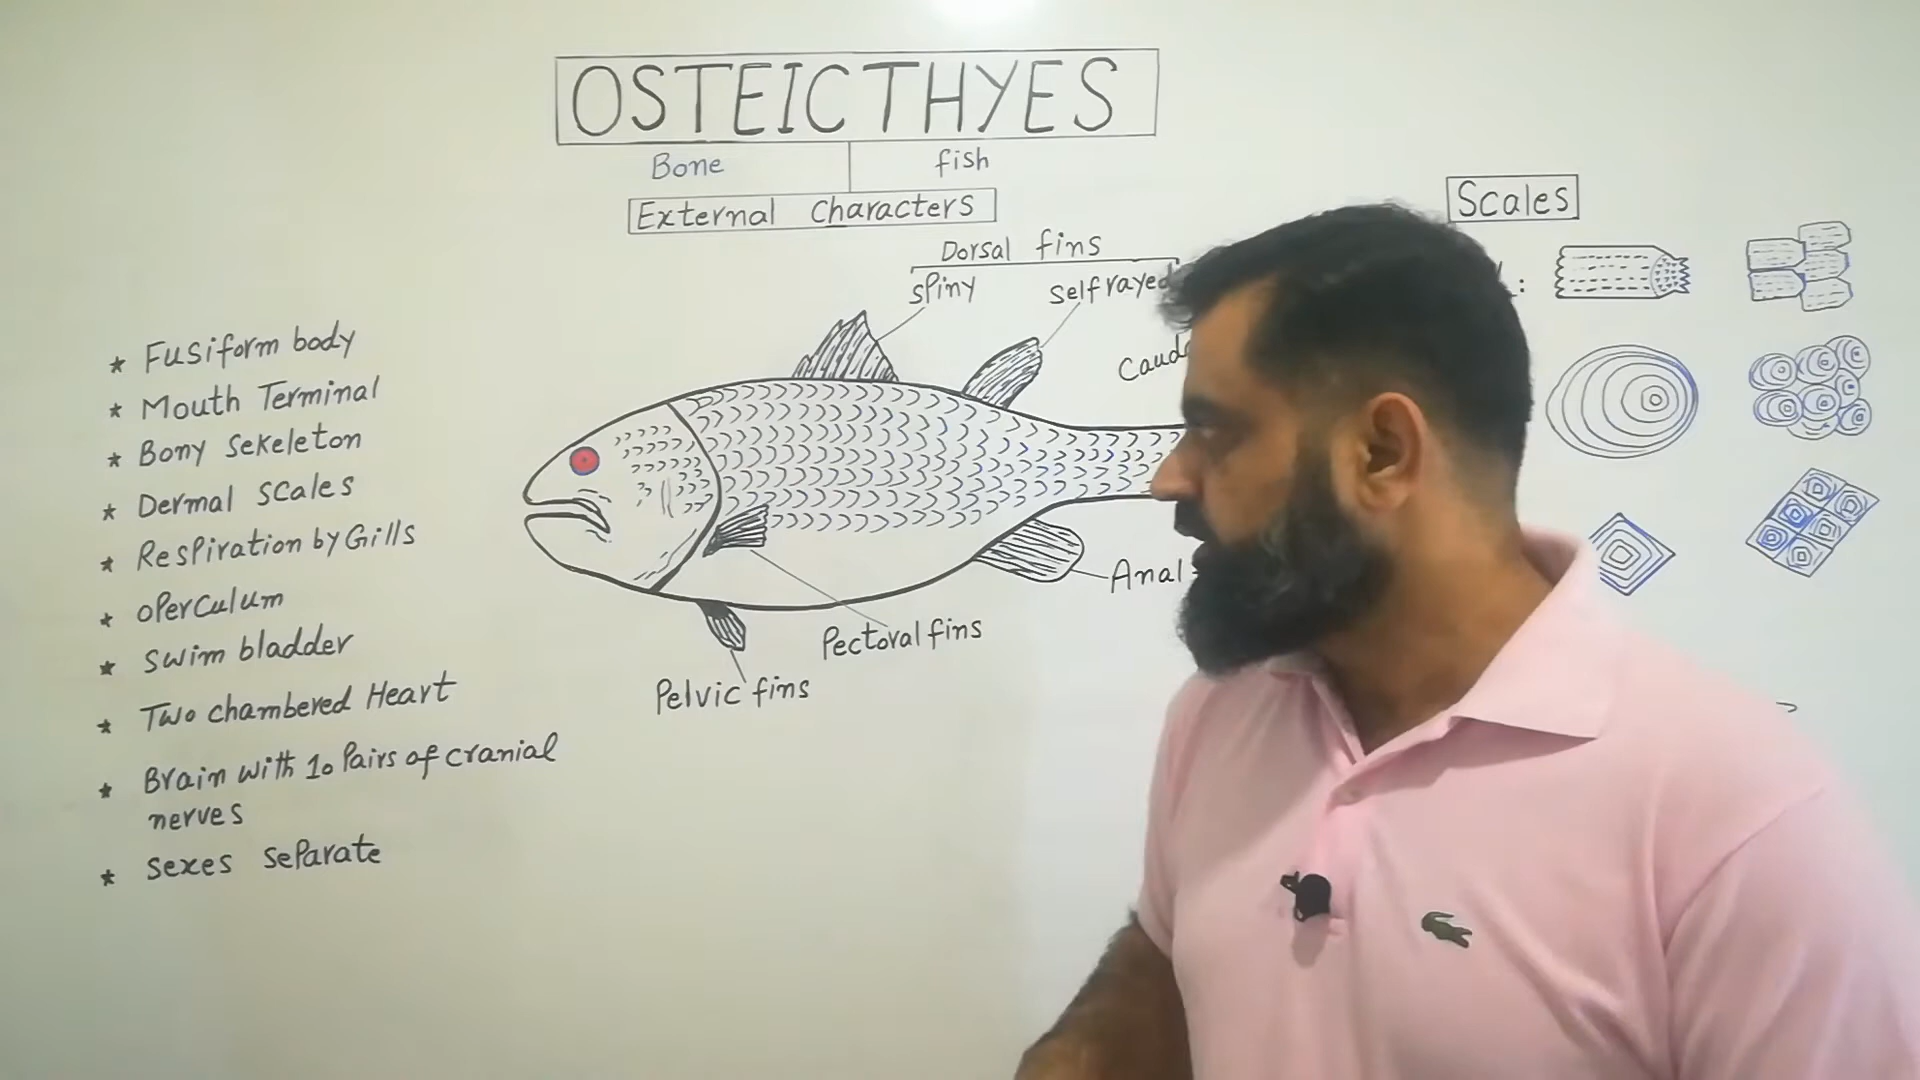 OSTEICTHYES
Bone fish
External characters
Scales
Dorsal fins
spiny selfrayed
* Fusiform body
* Mouth Terminal
* Bony sekeleton
* Dermal scales
* Respiration by Gills
* operculum
* swim bladder
* Two chambered Heart
* Brain with 10 Pairs of cranial
nerves
* sexes separate
Anal
Pectoral fins
Pelvic fins